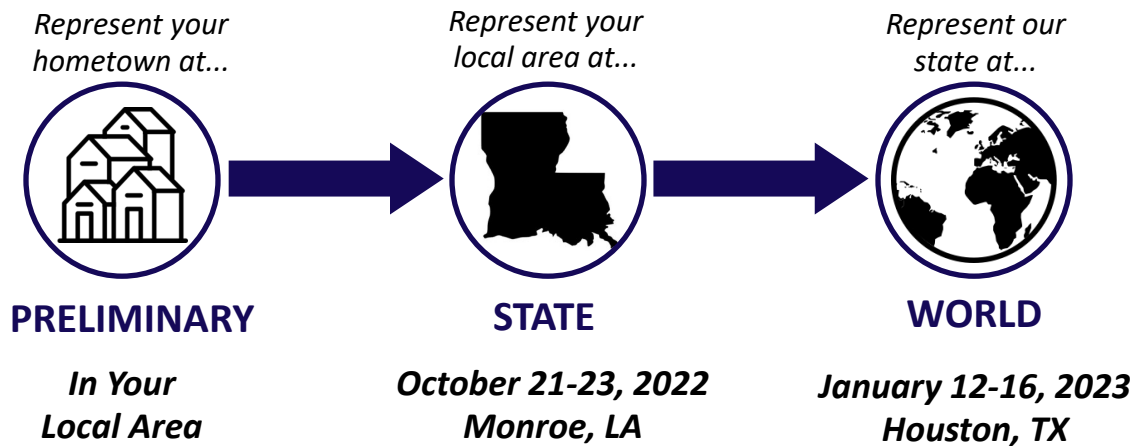 Represent your
hometown at...
Represent your
local area at...
Represent our
state at...
PRELIMINARY
STATE
WORLD
In Your
Local Area
October 21-23, 2022
Monroe, LA
January 12-16, 2023
Houston, TX